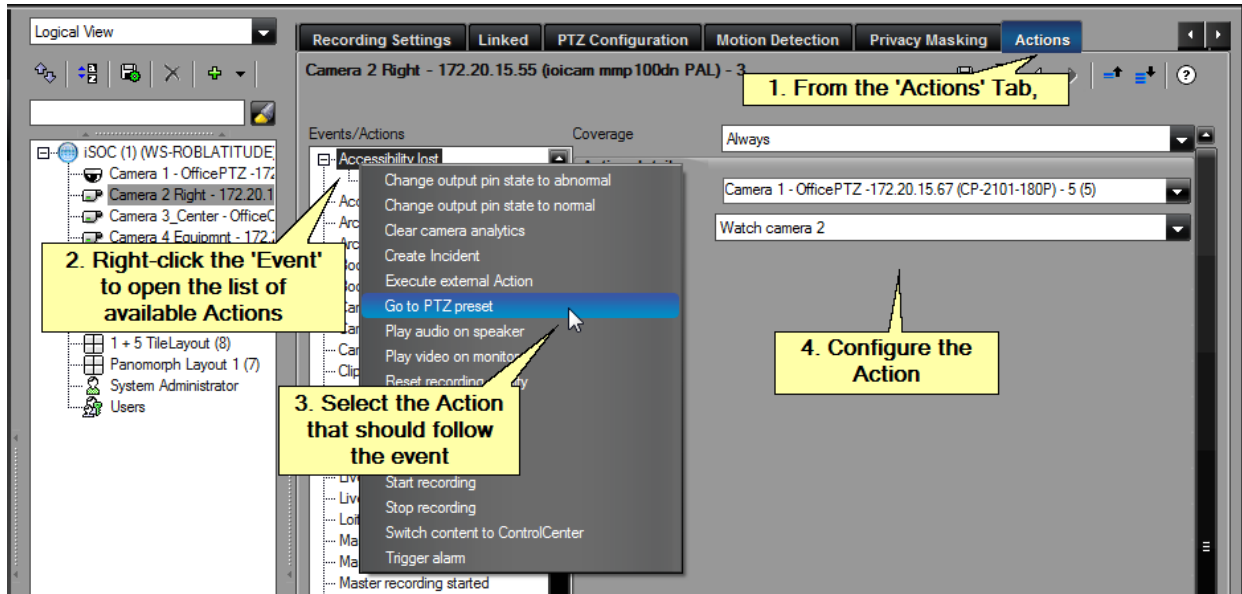 Logical View
Recording Settings
Linked
PTZ Configuration
Motion Detection
Privacy Masking
Actions
Camera 2 Right - 172.20.15.55 (ioicam mmp100dn PAL) - 3
1. From the 'Actions' Tab,
Events/Actions
Coverage
Always
iSOC (1) (WS-ROBLATITUDE
Camera 1 - OfficePTZ -172
Camera 2 Right - 172.20.1
Camera 3_Center - OfficeC
Camera 4 Equipmnt - 172.
2. Right-click the 'Event'
to open the list of
available Actions
1 + 5 TileLayout (8)
Panomorph Layout 1 (7)
System Administrator
Users
Accessibility lost
Change output pin state to abnormal
Change output pin state to normal
Clear camera analytics
Create Incident
Execute external Action
Go to PTZ preset
Play audio on speaker
Play video on monitor
Reset recording
3. Select the Action
that should follow
the event
Start recording
Stop recording
Switch content to ControlCenter
Trigger alarm
Master recording started
Camera 1 - OfficePTZ -172.20.15.67 (CP-2101-180P) - 5 (5)
Watch camera 2
4. Configure the
Action